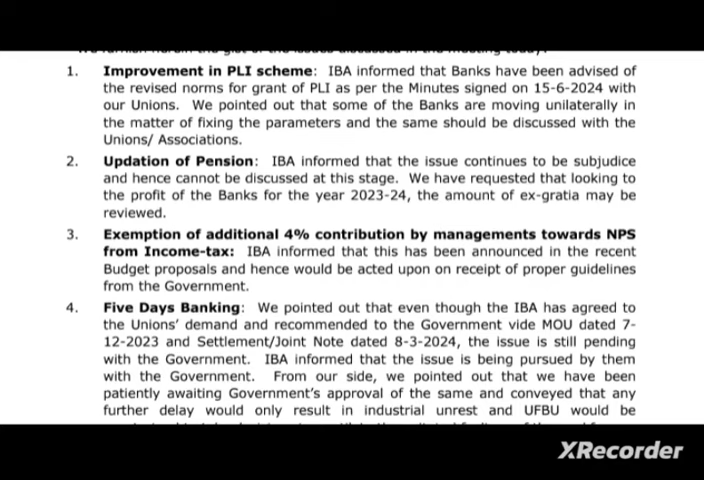 1. Improvement in PLI scheme: IBA informed that Banks have been advised of
the revised norms for grant of PLI as per the Minutes signed on 15-6-2024 with
our Unions. We pointed out that some of the Banks are moving unilaterally in
the matter of fixing the parameters and the same should be discussed with the
Unions/ Associations.
2. Updation of Pension: IBA informed that the issue continues to be subjudice
and hence cannot be discussed at this stage. We have requested that looking to
the profit of the Banks for the year 2023-24, the amount of ex-gratia may be
reviewed.
3. Exemption of additional 4% contribution by managements towards NPS
from Income-tax: IBA informed that this has been announced in the recent
Budget proposals and hence would be acted upon on receipt of proper guidelines
from the Government.
4. Five Days Banking: We pointed out that even though the IBA has agreed to
the Unions' demand and recommended to the Government vide MOU dated 7-
12-2023 and Settlement/Joint Note dated 8-3-2024, the issue is still pending
with the Government. IBA informed that the issue is being pursued by them
with the Government. From our side, we pointed out that we have been
patiently awaiting Government's approval of the same and conveyed that any
further delay would only result in industrial unrest and UFBU would be
XRecorder